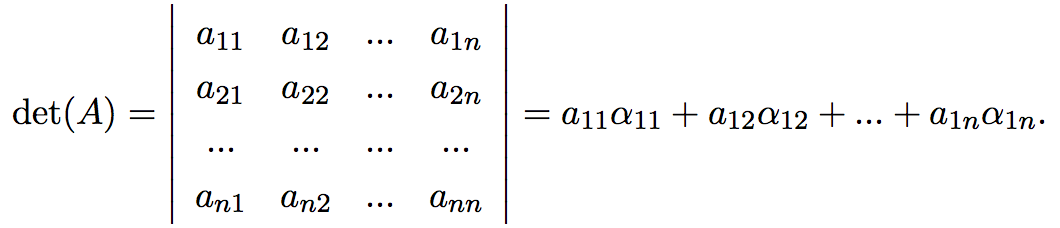 a₁₁ a₁₂ ... a₁ₙ
a₂₁ a₂₂ ... a₂ₙ
det(A) = = a₁₁α₁₁ + a₁₂α₁₂ + ... + a₁ₙα₁ₙ.
... ... ... ...
aₙ₁ aₙ₂ ... aₙₙ